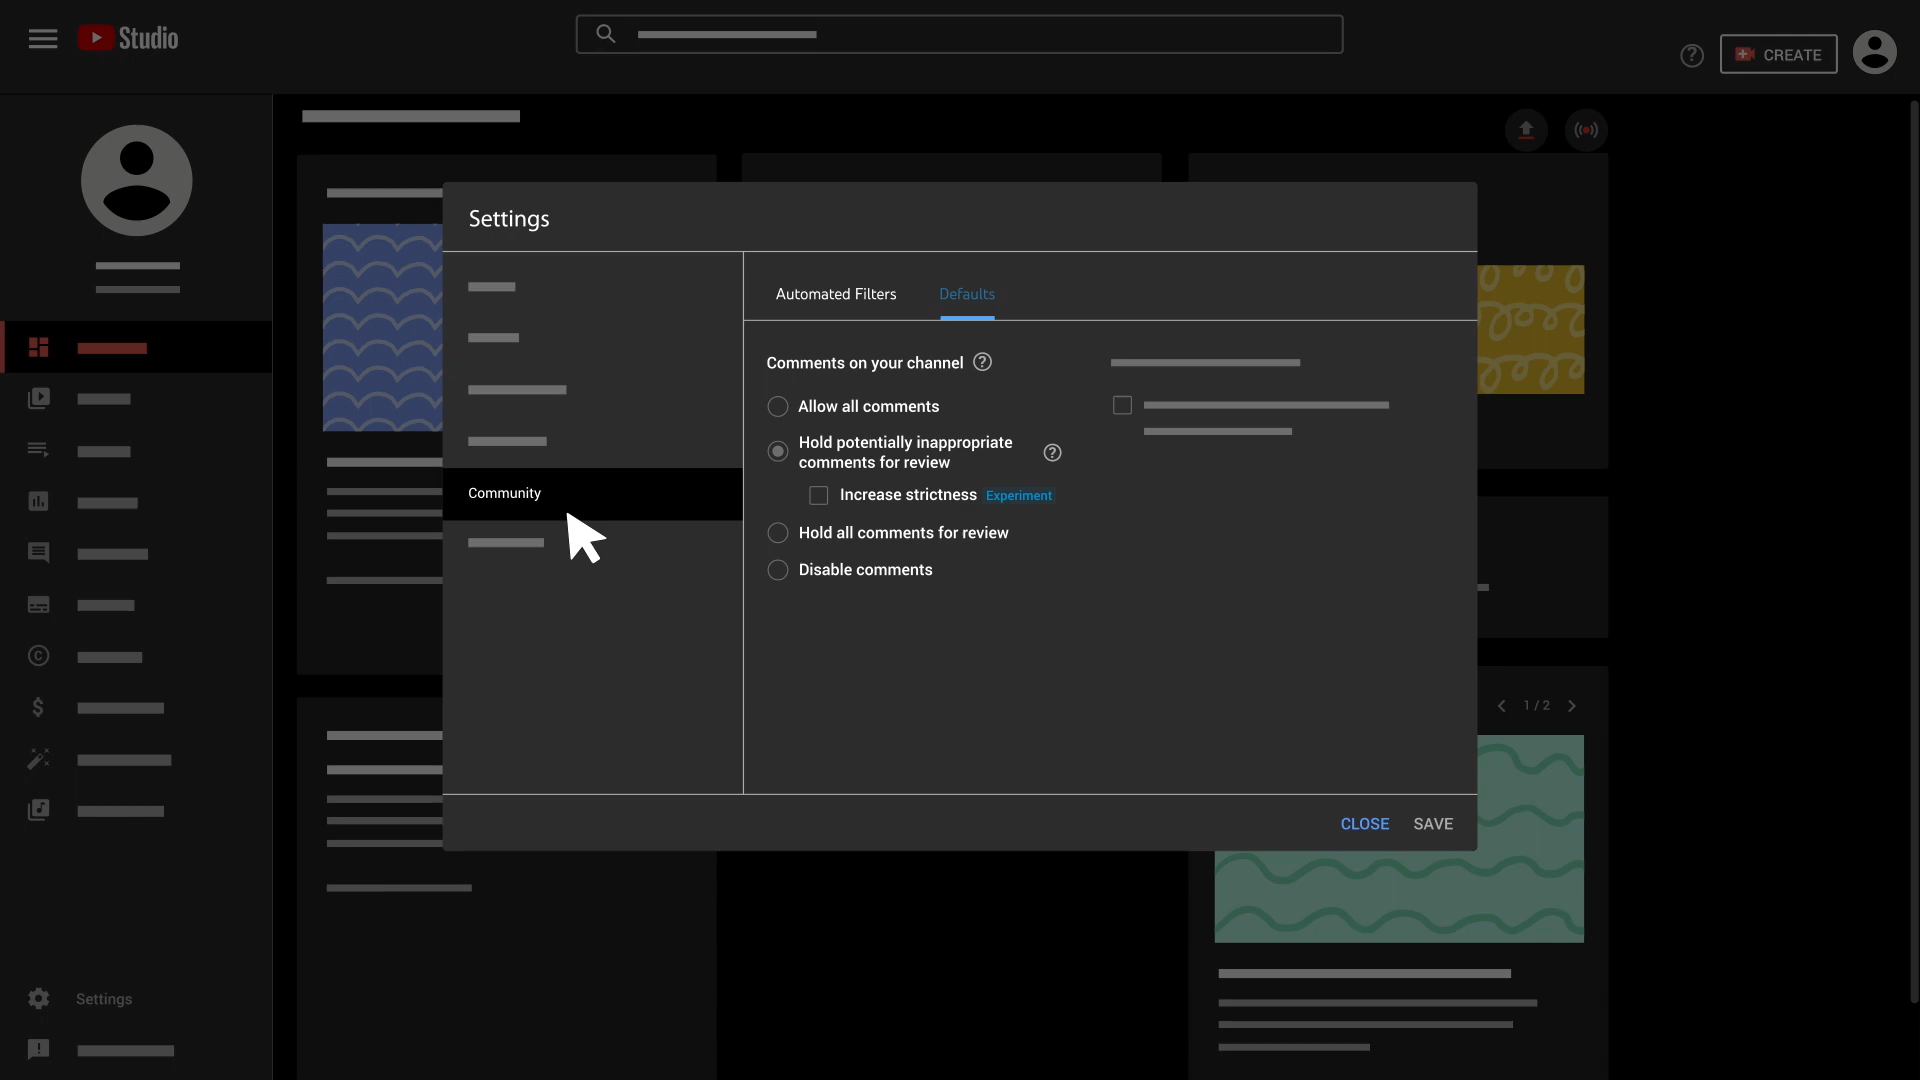 Studio
CREATE
Settings
Automated Filters
Defaults
Comments on your channel
Allow all comments
Hold potentially inappropriate
comments for review
Increase strictness Experiment
Hold all comments for review
Disable comments
Community
1 / 2
CLOSE
SAVE
Settings